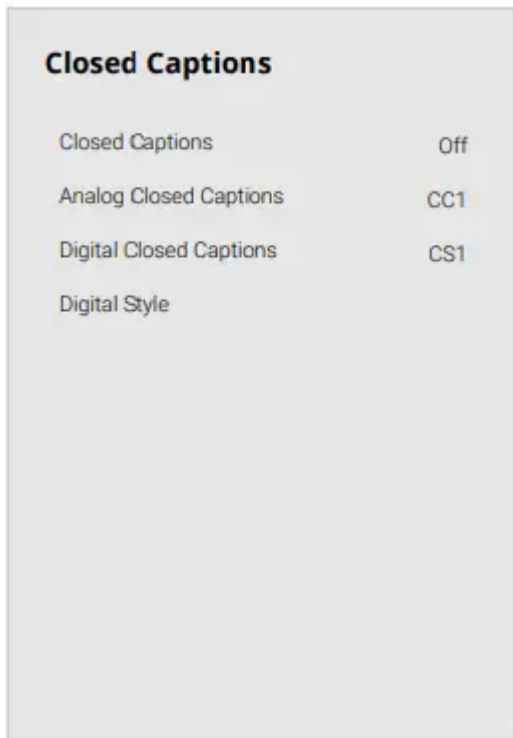 Closed Captions
Closed Captions Off
Analog Closed Captions CC1
Digital Closed Captions CS1
Digital Style